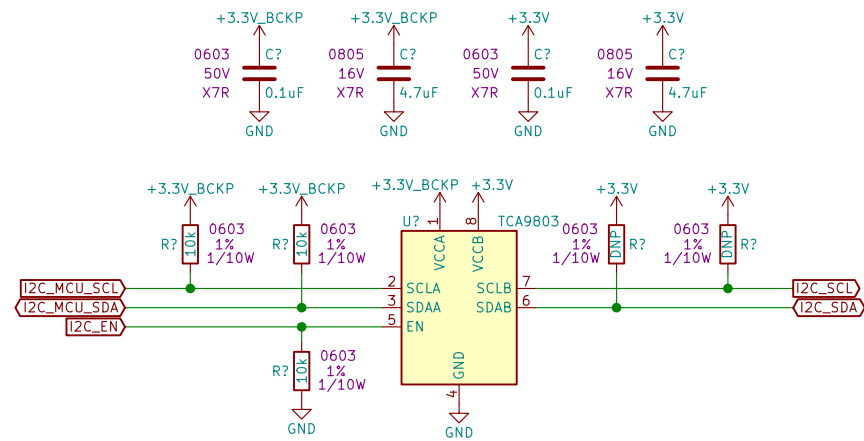 +3.3V_BCKP +3.3V_BCKP +3.3V +3.3V
0603 C? 0805 C? 0603 C? 0805 C?
50V 16V 50V 16V
X7R 0.1uF X7R 4.7uF X7R 0.1uF X7R 4.7uF
GND GND GND GND
+3.3V_BCKP +3.3V_BCKP +3.3V_BCKP +3.3V +3.3V +3.3V
U? 1 8 TCA9803
R? 10k 0603 R? 10k 0603 VCCA VCCB 0603 DNP R? 0603 DNP R?
1% 1% 1% 1%
1/10W 1/10W 1/10W 1/10W
I2C_MCU_SCL 2 SCLA SCLB 7 I2C_SCL
I2C_MCU_SDA 3 SDAA SDAB 6 I2C_SDA
I2C_EN 5 EN
R? 10k 0603 GND
1%
1/10W
4
GND GND